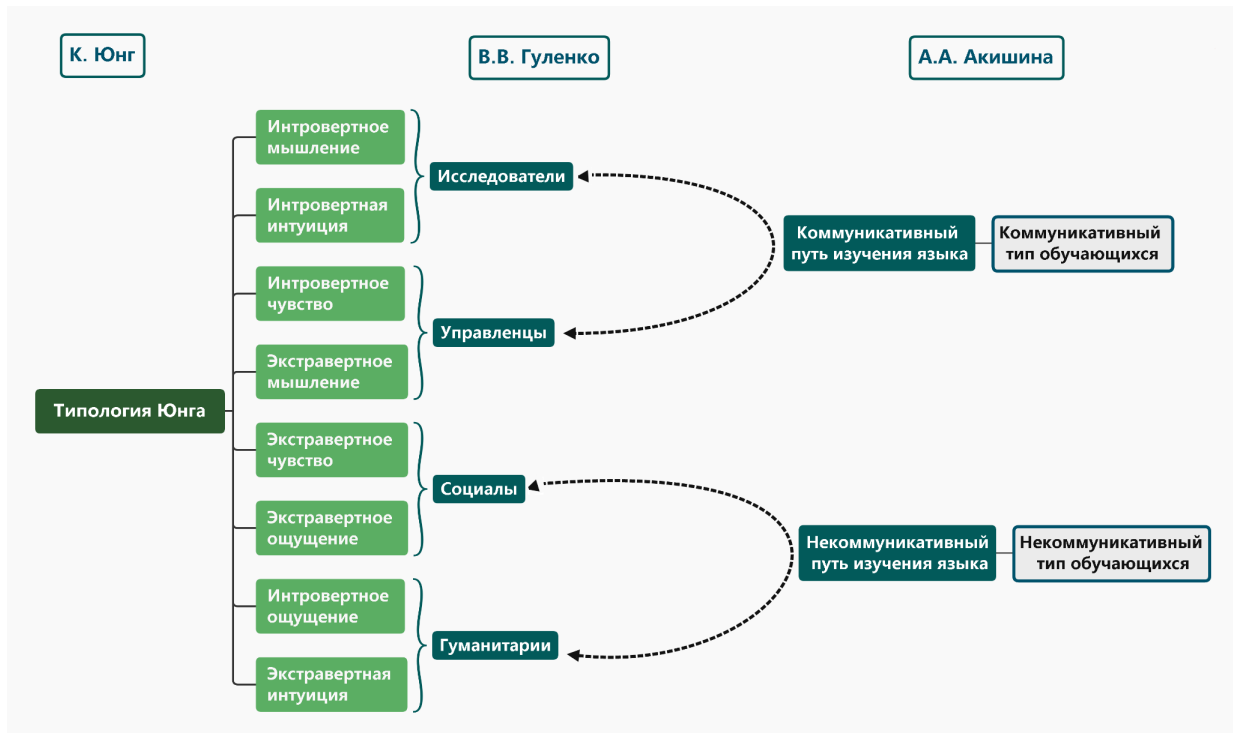 К. Юнг
В.В. Гуленко
А.А. Акишина
Интровертное
мышление
Интровертная
интуиция
Интровертное
чувство
Экстравертное
мышление
Экстравертное
чувство
Экстравертное
ощущение
Интровертное
ощущение
Экстравертная
интуиция
Типология Юнга
Исследователи
Управленцы
Социалы
Гуманитарии
Коммуникативный
путь изучения языка
Коммуникативный
тип обучающихся
Некоммуникативный
путь изучения языка
Некоммуникативный
тип обучающихся